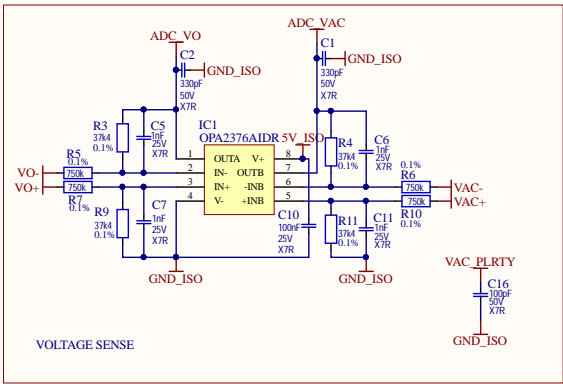 ADC_VO
ADC_VAC
C2
GND_ISO
330pF
50V
X7R
C1
GND_ISO
330pF
50V
X7R
R3
37k4
0.1%
C5
1nF
25V
X7R
IC1
OPA2376AIDR
5V_ISO
R4
37k4
0.1%
C6
1nF
25V
X7R
1
OUTA
V+
8
2
IN-
OUTB
7
3
IN+
-INB
6
4
V-
+INB
5
R5
0.1%
VO-
750k
VO+
750k
R7
0.1%
0.1%
R6
750k
VAC-
750k
VAC+
R10
0.1%
R9
37k4
0.1%
C7
1nF
25V
X7R
C10
100nF
25V
X7R
R11
37k4
0.1%
C11
1nF
25V
X7R
GND_ISO
GND_ISO
VAC_PLRTY
C16
100pF
50V
X7R
GND_ISO
VOLTAGE SENSE